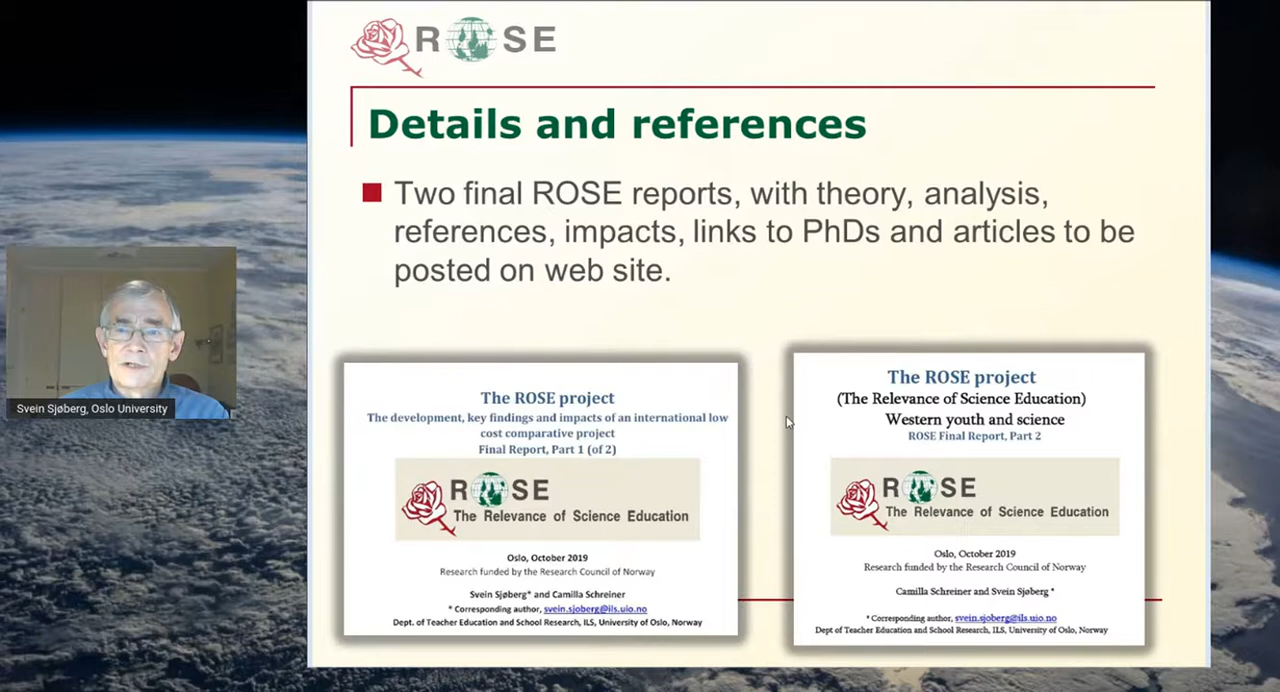 ROSE
Details and references
Two final ROSE reports, with theory, analysis,
references, impacts, links to PhDs and articles to be
posted on web site.
Svein Sjøberg, Oslo University
The ROSE project
The development, key findings and impacts of an international low
cost comparative project
Final Report, Part 1 (of 2)
ROSE
The Relevance of Science Education
Oslo, October 2019
Research funded by the Research Council of Norway
Svein Sjøberg* and Camilla Schreiner
* Corresponding author, svein.sjoberg@ils.uio.no
Dept. of Teacher Education and School Research, ILS, University of Oslo, Norway
The ROSE project
(The Relevance of Science Education)
Western youth and science
ROSE Final Report, Part 2
ROSE
The Relevance of Science Education
Oslo, October 2019
Research funded by the Research Council of Norway
Camilla Schreiner and Svein Sjøberg *
* Corresponding author, svein.sjoberg@ils.uio.no
Dept of Teacher Education and School Research, ILS, University of Oslo, Norway